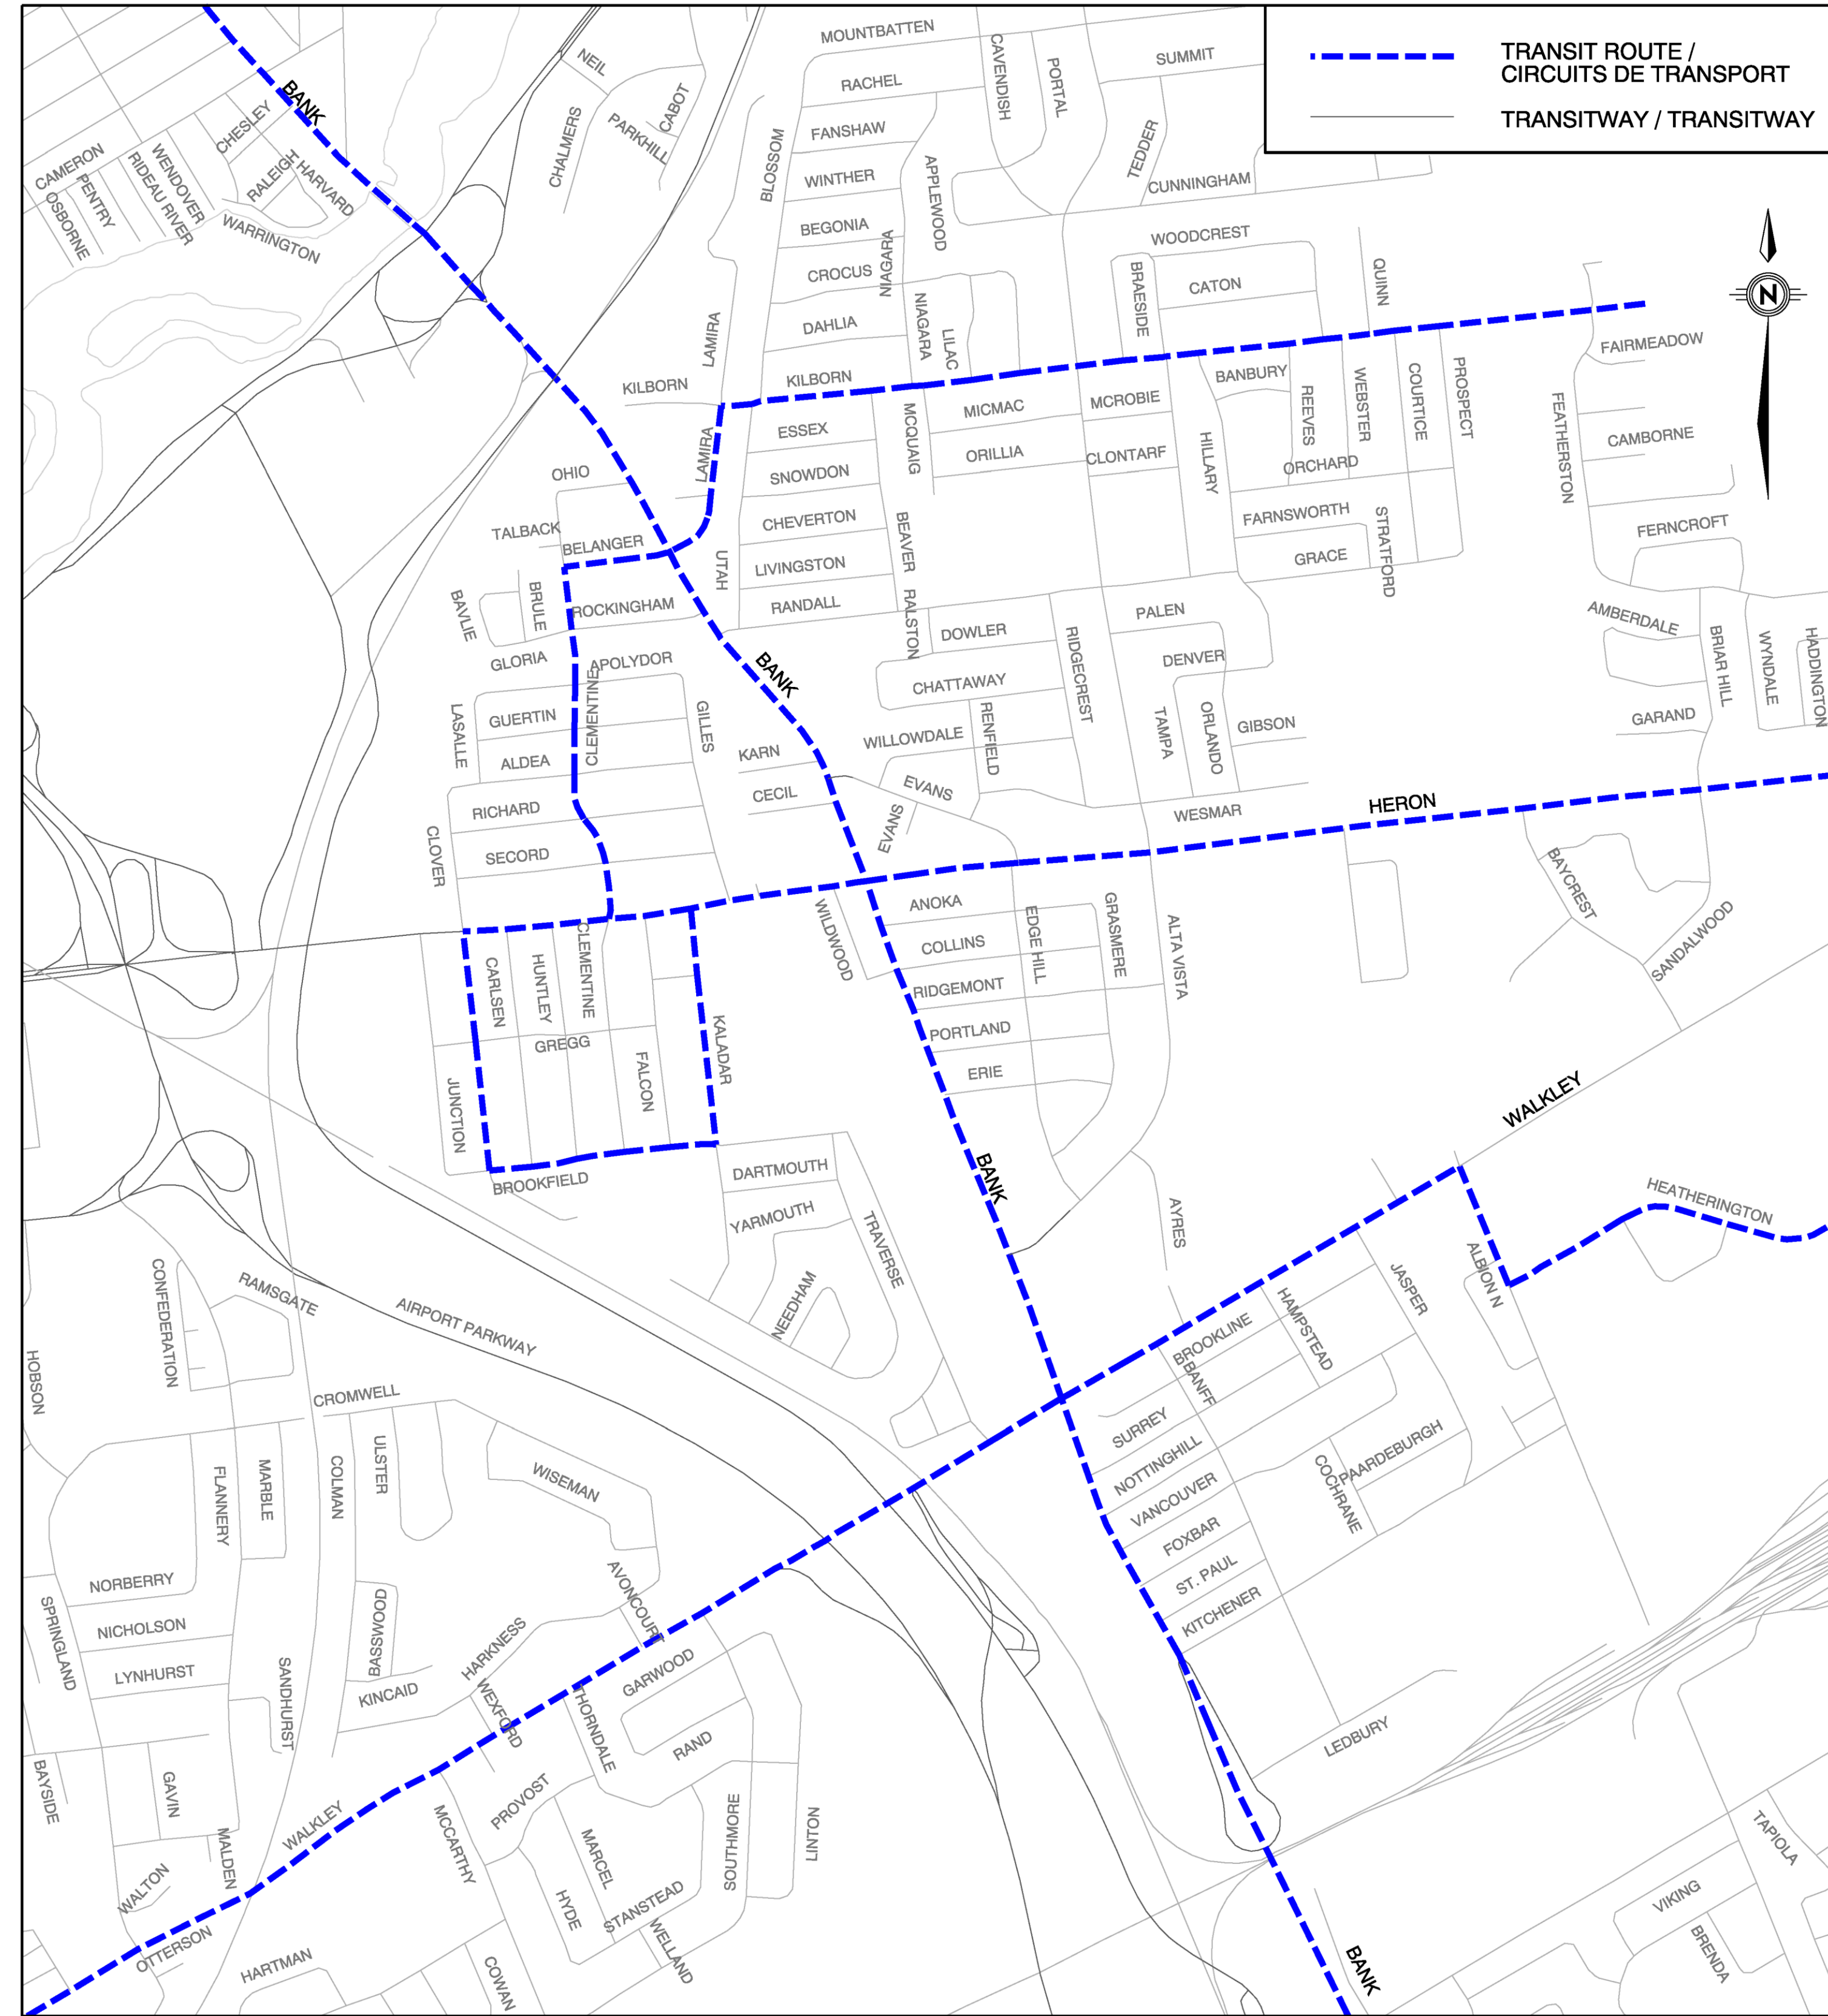 TRANSIT ROUTE /
CIRCUITS DE TRANSPORT
TRANSITWAY / TRANSITWAY
N
MOUNTBATTEN
CAVENDISH
PORTAL
SUMMIT
NEIL
RACHEL
CABOT
BANK
CHESLEY
CHALMERS
PARKHILL
FANSHAW
TEDDER
BLOSSOM
CAMERON
WENDOVER
RIDEAU RIVER
PENTRY
OSBORNE
RALEIGH
HARVARD
WARRINGTON
WINTHER
APPLEWOOD
CUNNINGHAM
BEGONIA
NIAGARA
WOODCREST
CROCUS
BRAESIDE
CATON
QUINN
DAHLIA
NIAGARA
LILAC
LAMIRA
FAIRMEADOW
KILBORN
KILBORN
BANBURY
REEVES
WEBSTER
COURTICE
PROSPECT
MICMAC
MCROBIE
MCQUAIG
ESSEX
LAMIRA
FEATHERSTON
CAMBORNE
ORILLIA
CLONTARF
HILLARY
ORCHARD
OHIO
SNOWDON
CHEVERTON
FARNSWORTH
STRATFORD
FERNCROFT
TALBACK
BELANGER
BEAVER
GRACE
UTAH
LIVINGSTON
BAVLIE
BRULE
ROCKINGHAM
RANDALL
RALSTON
PALEN
AMBERDALE
DOWLER
RIDGECREST
BRIAR HILL
WYNDALE
HADDINGTON
GLORIA
APOLYDOR
BANK
DENVER
CHATTAWAY
CLEMENTINE
LASALLE
GUERTIN
GILLES
RENFIELD
TAMPA
ORLANDO
GIBSON
GARAND
WILLOWDALE
KARN
ALDEA
EVANS
CECIL
EVANS
RICHARD
WESMAR
HERON
CLOVER
SECORD
BAYCREST
ANOKA
WILDWOOD
EDGE HILL
GRASMERE
ALTA VISTA
SANDALWOOD
CLEMENTINE
COLLINS
CARLSEN
HUNTLEY
RIDGEMONT
KALADAR
PORTLAND
GREGG
FALCON
ERIE
JUNCTION
WALKLEY
DARTMOUTH
BROOKFIELD
BANK
HEATHERINGTON
YARMOUTH
TRAVERSE
AYRES
ALBION N
JASPER
CONFEDERATION
RAMSGATE
AIRPORT PARKWAY
NEEDHAM
HAMPSTEAD
BROOKLINE
BANFF
HOBSON
CROMWELL
SURREY
NOTTINGHILL
PAARDEBURGH
COCHRANE
VANCOUVER
FLANNERY
MARBLE
COLMAN
ULSTER
WISEMAN
FOXBAR
ST. PAUL
KITCHENER
NORBERRY
AVONCOURT
SPRINGLAND
NICHOLSON
BASSWOOD
HARKNESS
LYNHURST
SANDHURST
KINCAID
WEXFORD
GARWOOD
THORNDALE
RAND
LEDBURY
BAYSIDE
GAVIN
WALKLEY
MCCARTHY
PROVOST
SOUTHMORE
LINTON
TAPIOLA
MALDEN
WALTON
MARCEL
HYDE
STANSTEAD
WELLAND
VIKING
BRENDA
OTTERSON
HARTMAN
COWAN
BANK